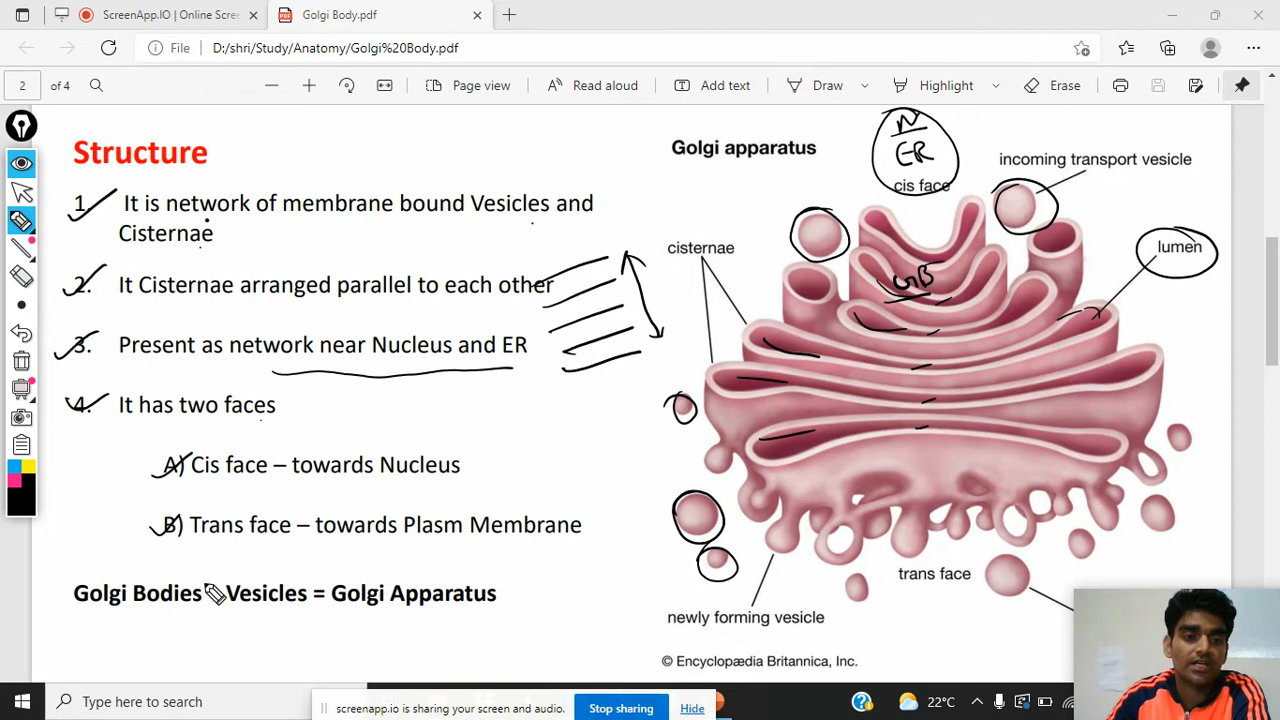 ScreenApp.IO | Online Scree
Golgi Body.pdf
File D:/shri/Study/Anatomy/Golgi%20Body.pdf
2 of 4
Page view
Read aloud
Add text
Draw
Highlight
Erase
Structure
1. It is network of membrane bound Vesicles and
Cisternae
2. It Cisternae arranged parallel to each other
3. Present as network near Nucleus and ER
4. It has two faces
A) Cis face – towards Nucleus
B) Trans face – towards Plasm Membrane
Golgi Bodies Vesicles = Golgi Apparatus
Golgi apparatus
N
ER
cis face
incoming transport vesicle
cisternae
lumen
GB
trans face
newly forming vesicle
© Encyclopædia Britannica, Inc.
Type here to search
screenapp.io is sharing your screen and audio.
Stop sharing
Hide
22°C